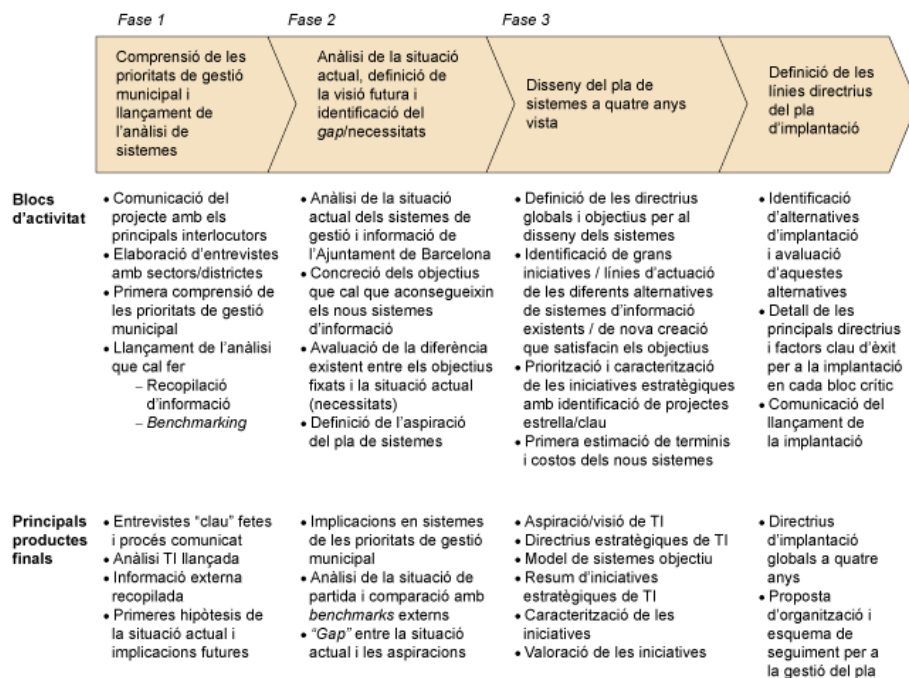 Fase 1
Fase 2
Fase 3
Comprensió de les
prioritats de gestió
municipal i
llançament de
l'anàlisi de
sistemes
Anàlisi de la situació
actual, definició de
la visió futura i
identificació del
gap/necessitats
Disseny del pla de
sistemes a quatre anys
vista
Definició de les
línies directrius
del pla
d'implantació
Blocs
d'activitat
• Comunicació del
projecte amb els
principals interlocutors
• Elaboració d'entrevistes
amb sectors/districtes
• Primera comprensió de
les prioritats de gestió
municipal
• Llançament de l'anàlisi
que cal fer
– Recopilació
d'informació
– Benchmarking
• Anàlisi de la situació
actual dels sistemes de
gestió i informació de
l'Ajuntament de Barcelona
• Concreció dels objectius
que cal que aconsegueixin
els nous sistemes
d'informació
• Avaluació de la diferència
existent entre els objectius
fixats i la situació actual
(necessitats)
• Definició de l'aspiració
del pla de sistemes
• Definició de les directrius
globals i objectius per al
disseny dels sistemes
• Identificació de grans
iniciatives / línies d'actuació
de les diferents alternatives
de sistemes d'informació
existents / de nova creació
que satisfacin els objectius
• Priorització i caracterització
de les iniciatives estratègiques
amb identificació de projectes
estrella/clau
• Primera estimació de terminis
i costos dels nous sistemes
• Identificació
d'alternatives
d'implantació
i avaluació
d'aquestes
alternatives
• Detall de les
principals directrius
i factors clau d'èxit
per a la implantació
en cada bloc crític
• Comunicació del
llançament de
la implantació
Principals
productes
finals
• Entrevistes "clau" fetes
i procés comunicat
• Anàlisi TI llançada
• Informació externa
recopilada
• Primeres hipòtesis de
la situació actual i
implicacions futures
• Implicacions en sistemes
de les prioritats de gestió
municipal
• Anàlisi de la situació de
partida i comparació amb
benchmarks externs
• "Gap" entre la situació
actual i les aspiracions
• Aspiració/visió de TI
• Directrius estratègiques de TI
• Model de sistemes objectiu
• Resum d'iniciatives
estratègiques de TI
• Caracterització de les
iniciatives
• Valoració de les iniciatives
• Directrius
d'implantació
globals a quatre
anys
• Proposta
d'organització i
esquema de
seguiment per a
la gestió del pla